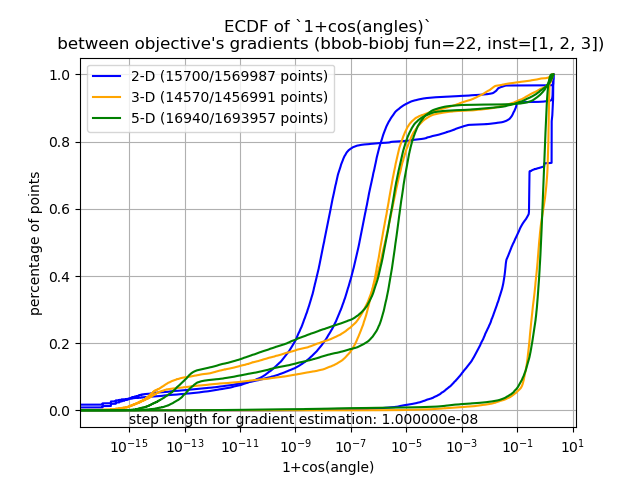 ECDF of `1+cos(angles)`
between objective's gradients (bbob-biobj fun=22, inst=[1, 2, 3])
2-D (15700/1569987 points)
3-D (14570/1456991 points)
5-D (16940/1693957 points)
1.0
0.8
0.6
0.4
0.2
0.0
percentage of points
step length for gradient estimation: 1.000000e-08
10⁻¹⁵ 10⁻¹³ 10⁻¹¹ 10⁻⁹ 10⁻⁷ 10⁻⁵ 10⁻³ 10⁻¹ 10¹
1+cos(angle)